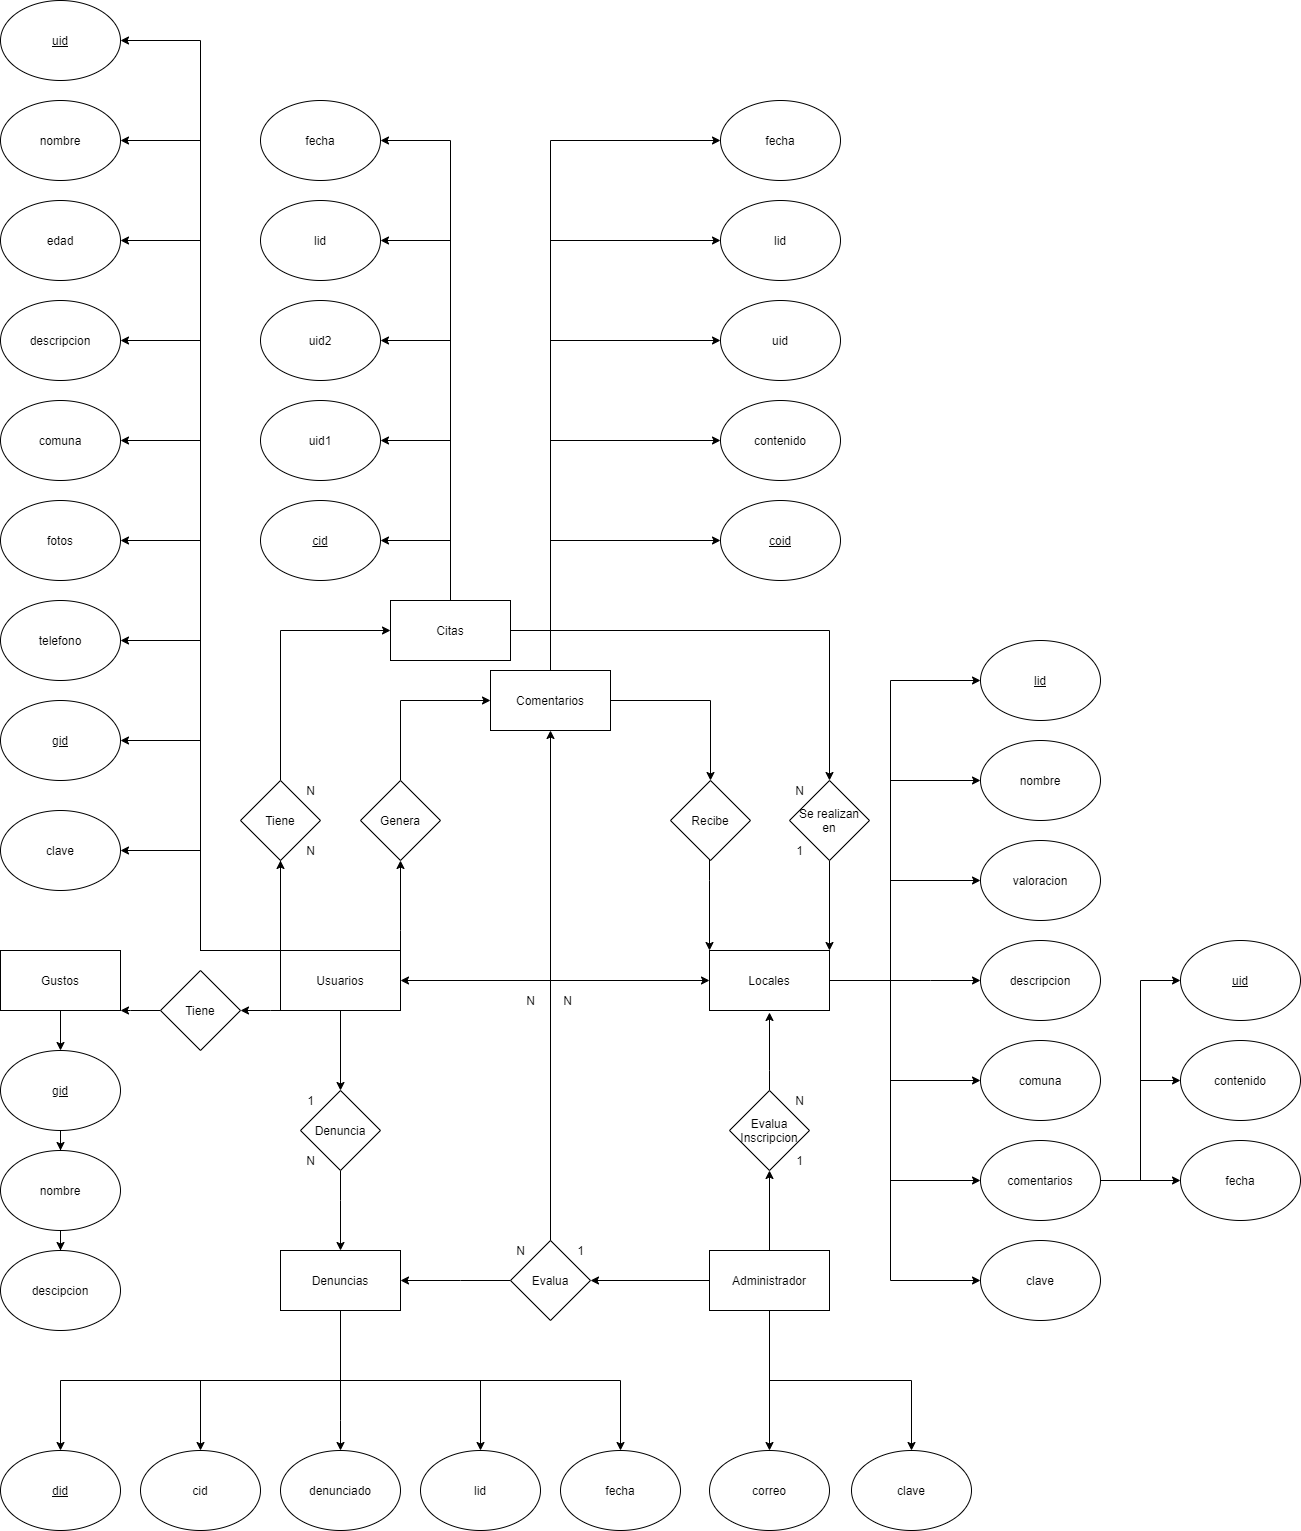 uid
nombre
fecha
fecha
edad
lid
lid
descripcion
uid2
uid
comuna
uid1
contenido
fotos
cid
coid
telefono
Citas
lid
Comentarios
gid
nombre
N
N
Tiene
Genera
Recibe
Se realizan
en
clave
N
1
valoracion
Gustos
Usuarios
Locales
descripcion
uid
N
N
Tiene
gid
comuna
contenido
1
N
Denuncia
Evalua
Inscripcion
N
1
nombre
comentarios
fecha
N
1
descipcion
Denuncias
Evalua
Administrador
clave
did
cid
denunciado
lid
fecha
correo
clave